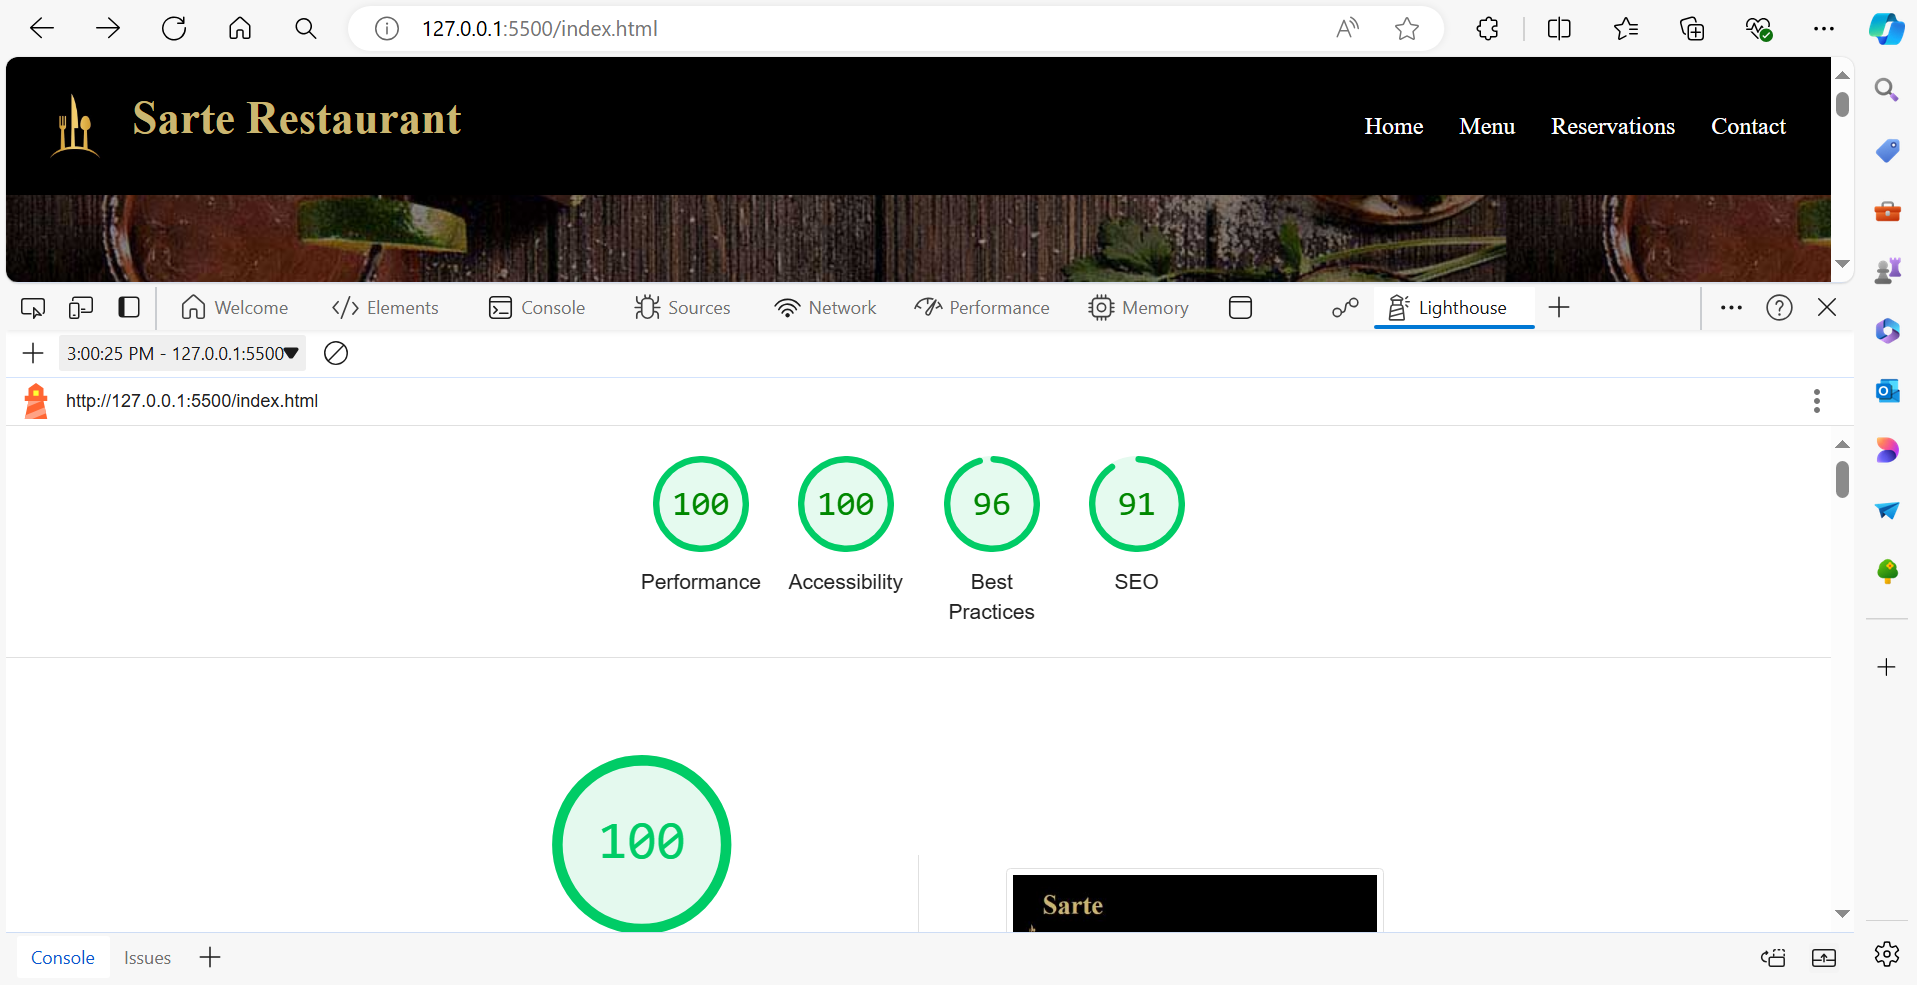 127.0.0.1:5500/index.html
Sarte Restaurant
Home Menu Reservations Contact
Welcome Elements Console Sources Network Performance Memory Lighthouse
3:00:25 PM - 127.0.0.1:5500
http://127.0.0.1:5500/index.html
100 100 96 91
Performance Accessibility Best Practices SEO
100
Sarte
Console Issues